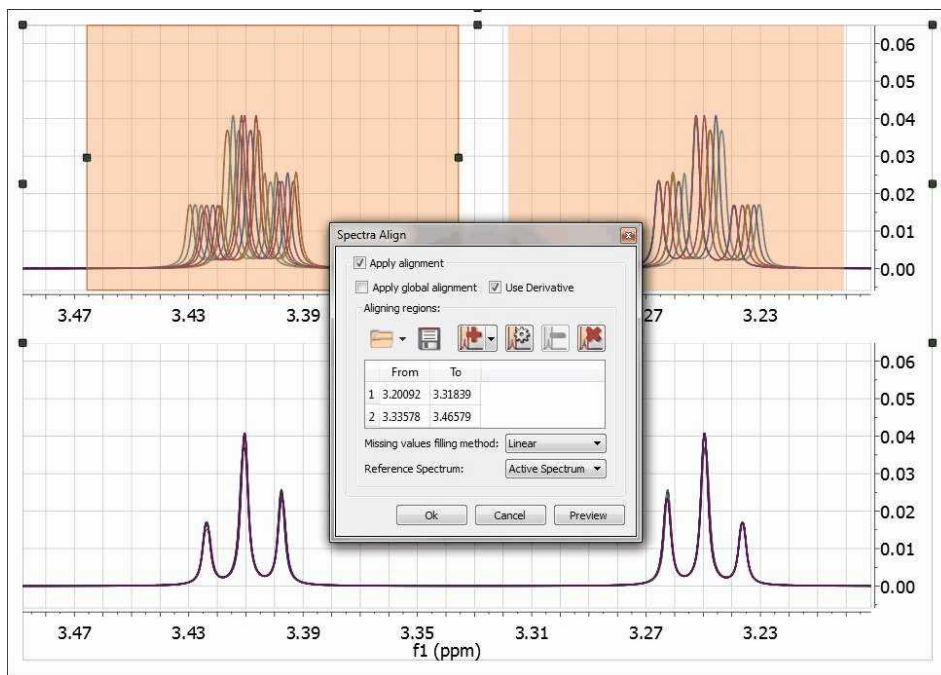 0.06
0.05
0.04
0.03
0.02
0.01
0.00
3.47 3.43 3.39 27 3.23
Spectra Align
Apply alignment
Apply global alignment Use Derivative
Aligning regions:
From To
1 3.20092 3.31839
2 3.33578 3.46579
Missing values filling method: Linear
Reference Spectrum: Active Spectrum
Ok Cancel Preview
0.06
0.05
0.04
0.03
0.02
0.01
0.00
3.47 3.43 3.39 3.35 3.31 3.27 3.23
f1 (ppm)